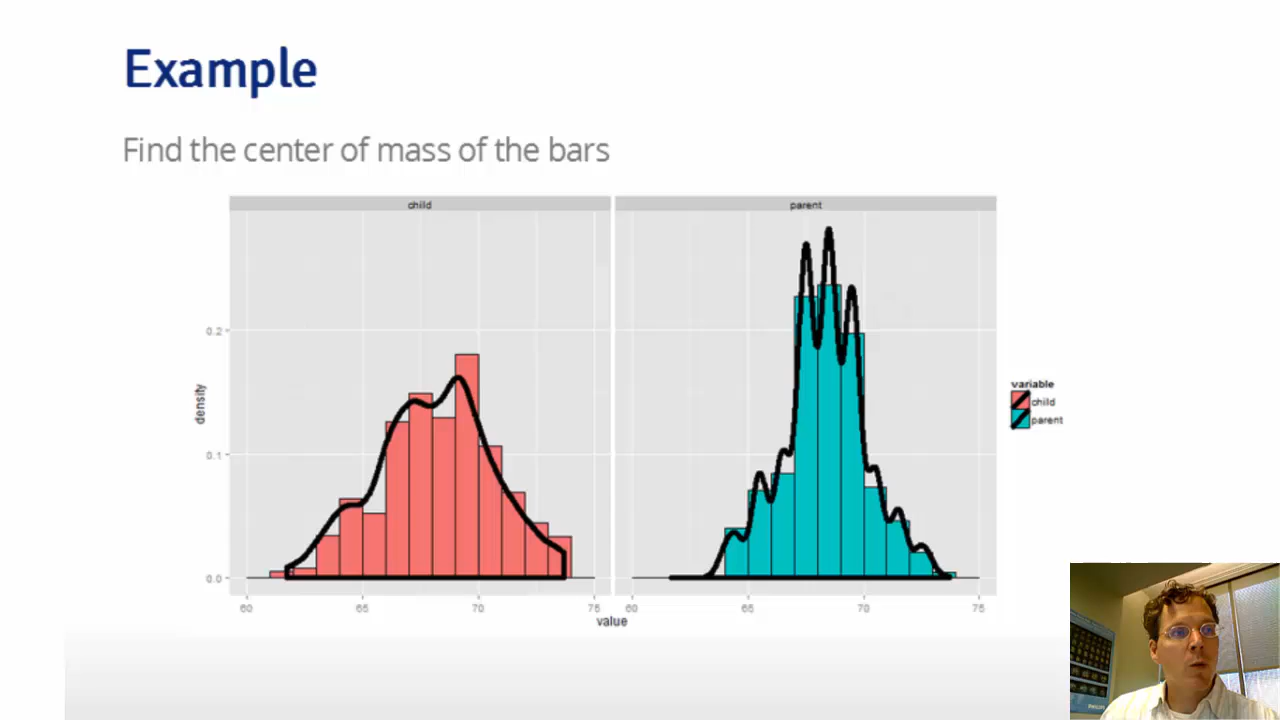 Example
Find the center of mass of the bars
child
parent
0.2
0.1
0.0
density
60
65
70
75
60
65
70
75
value
variable
child
parent
PHILIPS